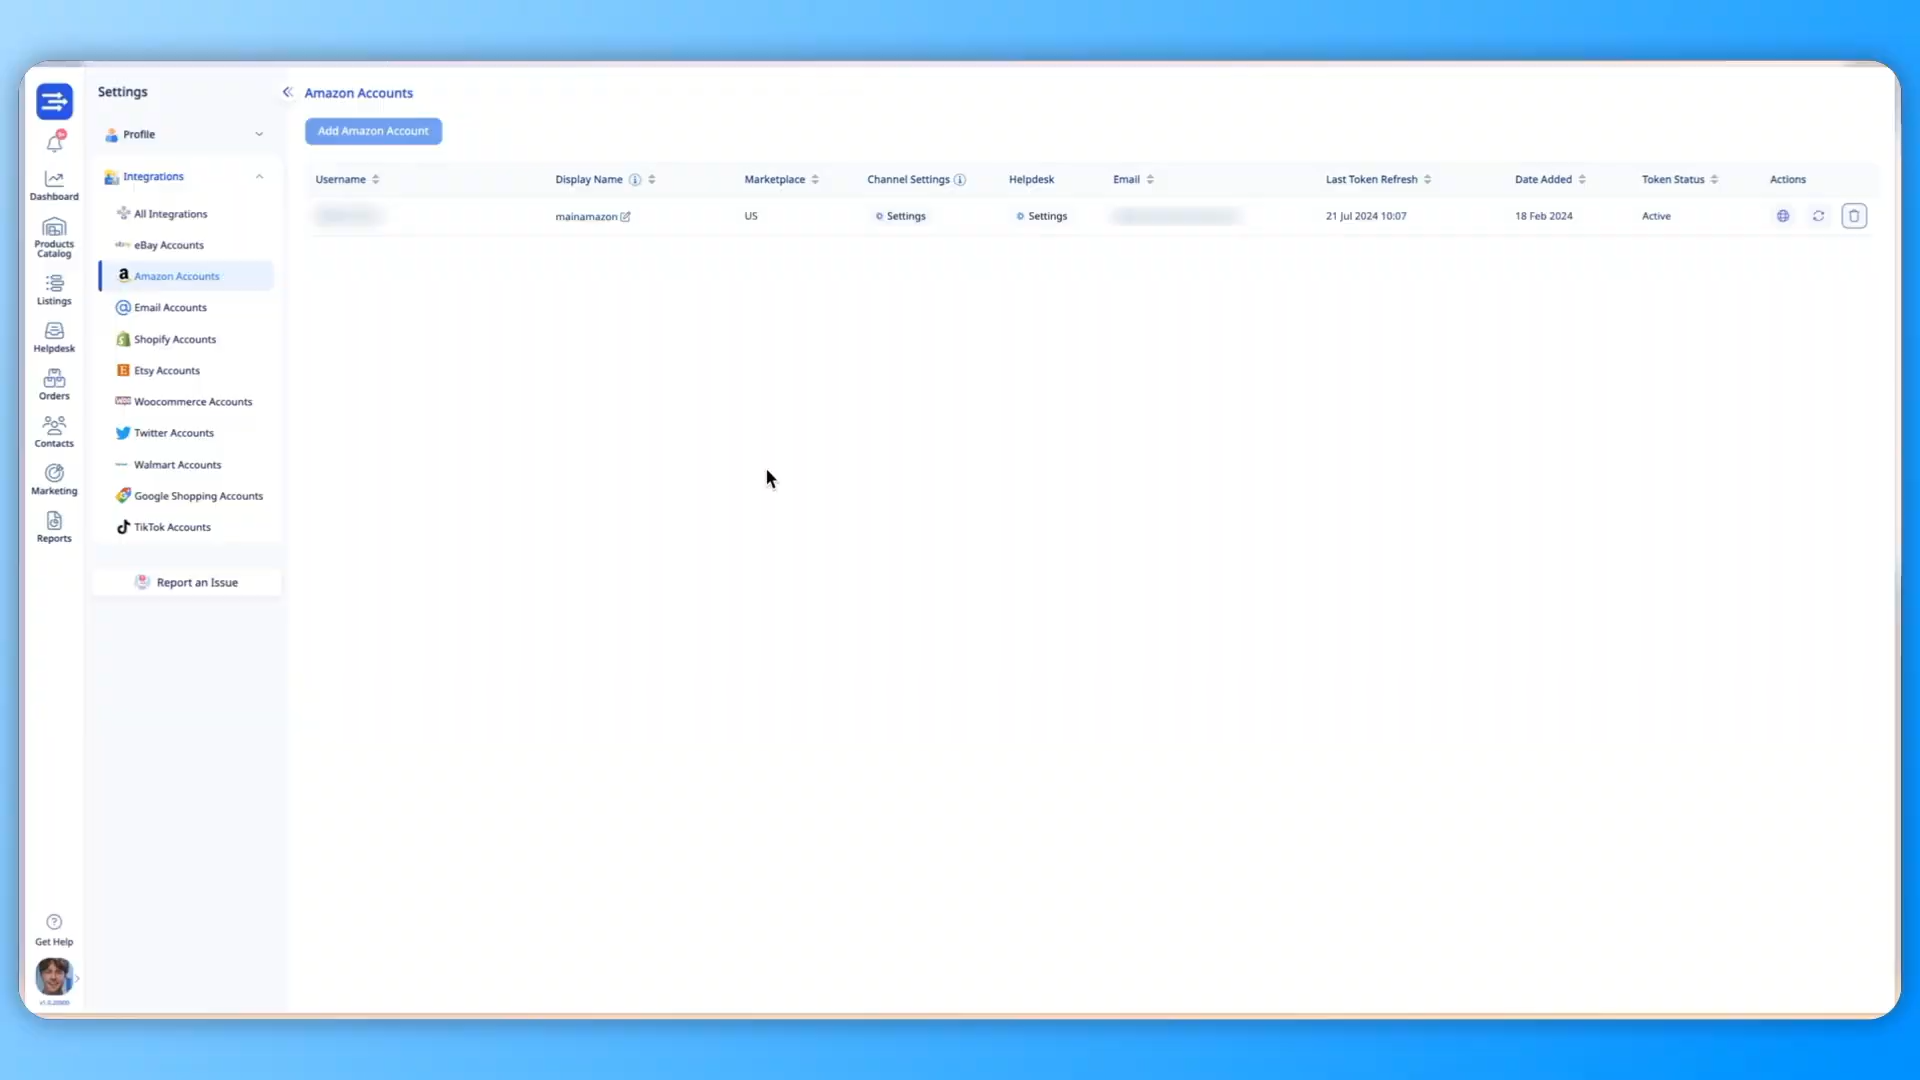 Settings
Profile
Integrations
All Integrations
eBay Accounts
Amazon Accounts
Email Accounts
Shopify Accounts
Etsy Accounts
Woocommerce Accounts
Twitter Accounts
Walmart Accounts
Google Shopping Accounts
TikTok Accounts
Report an Issue
Dashboard
Products
Catalog
Listings
Helpdesk
Orders
Contacts
Marketing
Reports
Get Help
Amazon Accounts
Add Amazon Account
Username Display Name Marketplace Channel Settings Helpdesk Email Last Token Refresh Date Added Token Status Actions
mainamazon US Settings Settings 21 Jul 2024 10:07 18 Feb 2024 Active